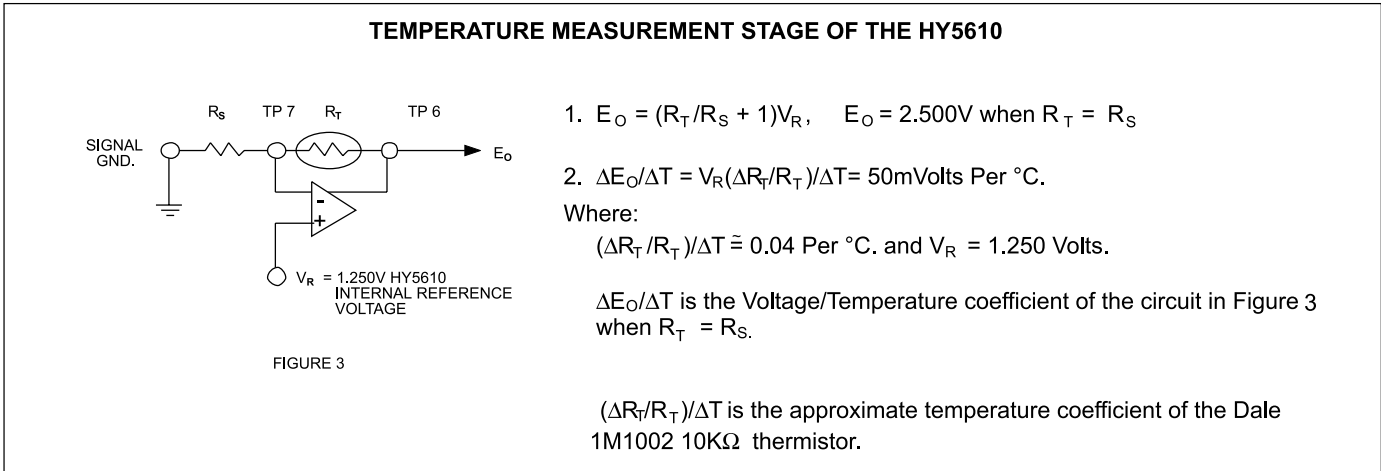 TEMPERATURE MEASUREMENT STAGE OF THE HY5610
R_S TP 7 R_T TP 6
SIGNAL
GND.
E_O
-
+
V_R = 1.250V HY5610
INTERNAL REFERENCE
VOLTAGE
FIGURE 3
1. E_O = (R_T/R_S + 1)V_R, E_O = 2.500V when R_T = R_S
2. ΔE_O/ΔT = V_R(ΔR_T/R_T)/ΔT= 50mVolts Per °C.
Where:
(ΔR_T/R_T)/ΔT ≅ 0.04 Per °C. and V_R = 1.250 Volts.
ΔE_O/ΔT is the Voltage/Temperature coefficient of the circuit in Figure 3
when R_T = R_S.
(ΔR_T/R_T)/ΔT is the approximate temperature coefficient of the Dale
1M1002 10KΩ thermistor.